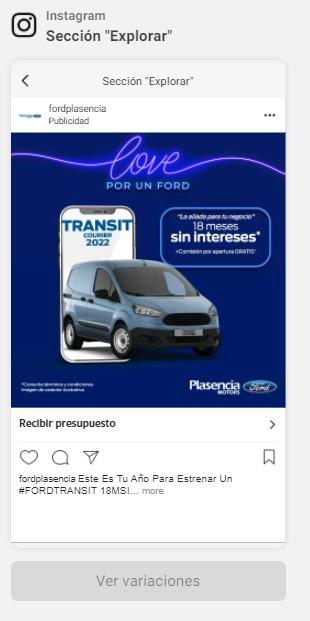 Instagram
Sección "Explorar"
Sección "Explorar"
fordplasencia
Publicidad
love
POR UN FORD
TRANSIT
COURIER
2022
"La aliada para tu negocio"
18 meses
sin intereses*
+Comisión por apertura GRATIS*
*Consulta términos y condiciones.
Imagen de carácter ilustrativo
Plasencia
MOTORS
Ford
Recibir presupuesto
fordplasencia Este Es Tu Año Para Estrenar Un
#FORDTRANSIT 18MSI... more
Ver variaciones